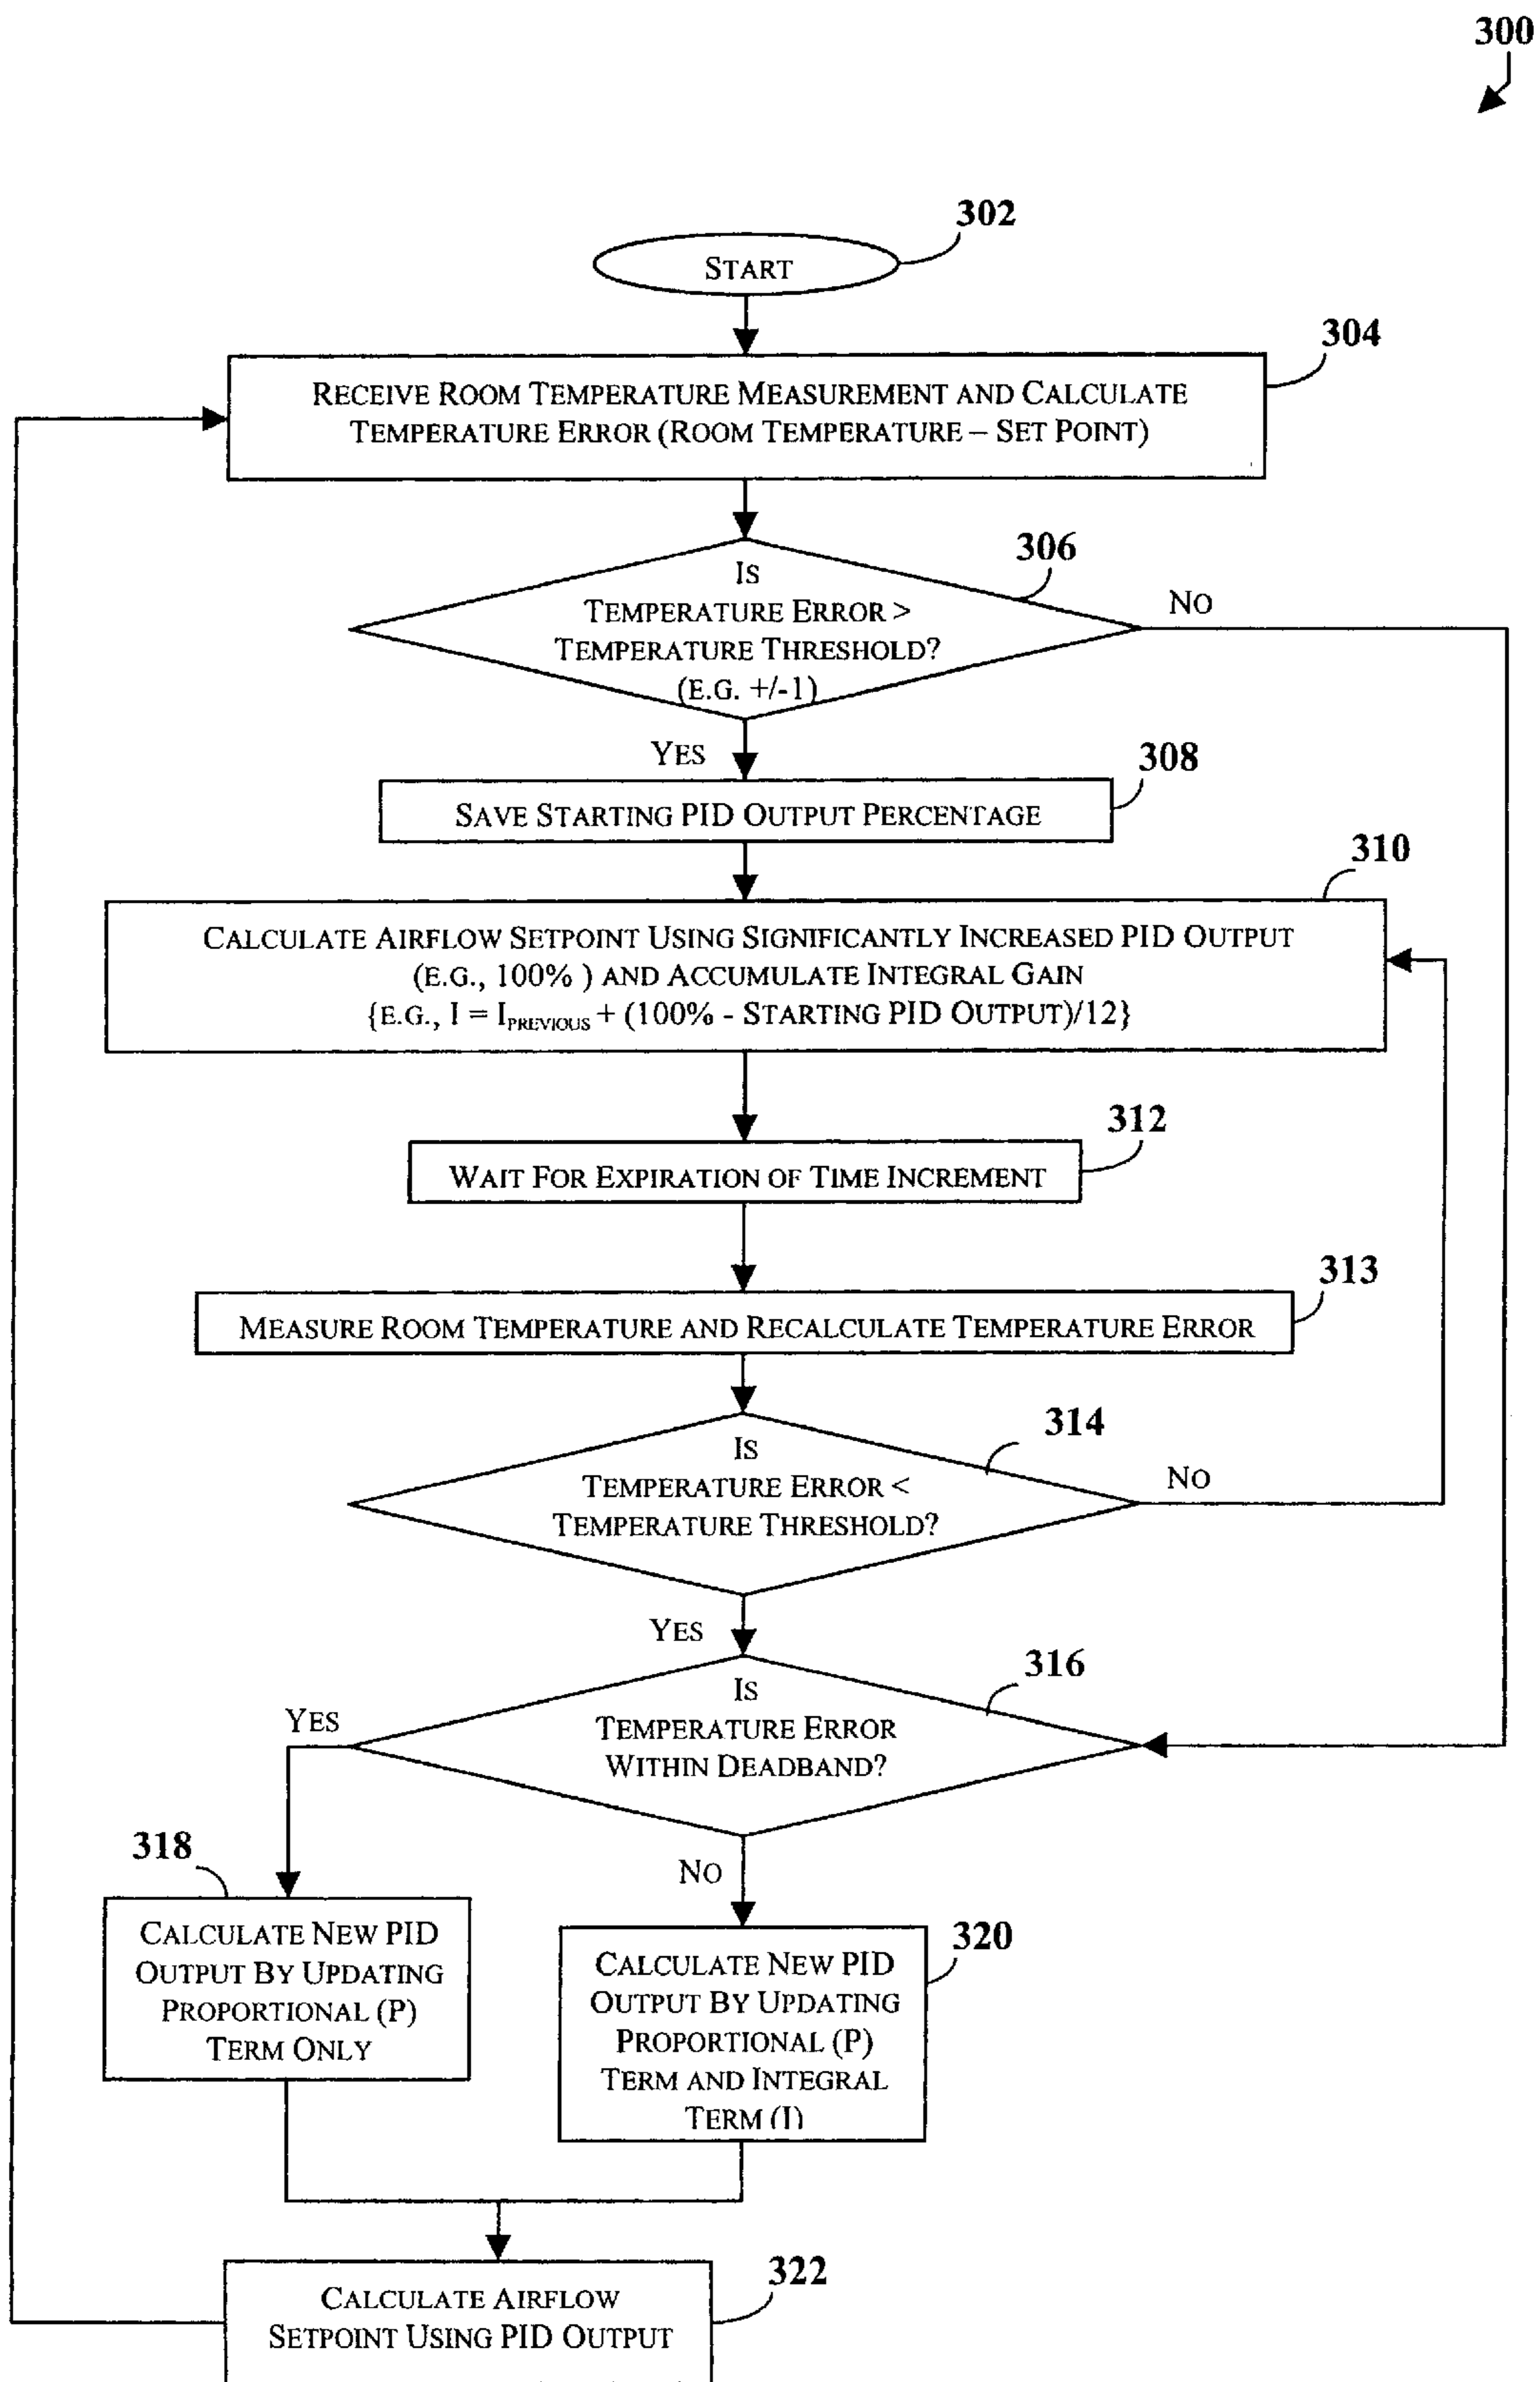 300
302
START
304
RECEIVE ROOM TEMPERATURE MEASUREMENT AND CALCULATE
TEMPERATURE ERROR (ROOM TEMPERATURE – SET POINT)
306
IS
TEMPERATURE ERROR >
TEMPERATURE THRESHOLD?
(E.G. +/-1)
NO
YES
308
SAVE STARTING PID OUTPUT PERCENTAGE
310
CALCULATE AIRFLOW SETPOINT USING SIGNIFICANTLY INCREASED PID OUTPUT
(E.G., 100% ) AND ACCUMULATE INTEGRAL GAIN
{E.G., I = IPREVIOUS + (100% - STARTING PID OUTPUT)/12}
312
WAIT FOR EXPIRATION OF TIME INCREMENT
313
MEASURE ROOM TEMPERATURE AND RECALCULATE TEMPERATURE ERROR
314
IS
TEMPERATURE ERROR <
TEMPERATURE THRESHOLD?
NO
YES
316
IS
TEMPERATURE ERROR
WITHIN DEADBAND?
YES
NO
318
CALCULATE NEW PID
OUTPUT BY UPDATING
PROPORTIONAL (P)
TERM ONLY
320
CALCULATE NEW PID
OUTPUT BY UPDATING
PROPORTIONAL (P)
TERM AND INTEGRAL
TERM (I)
322
CALCULATE AIRFLOW
SETPOINT USING PID OUTPUT